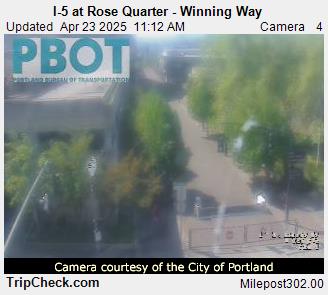 I-5 at Rose Quarter - Winning Way
Updated Apr 23 2025 11:12 AM Camera 4
PBOT
PORTLAND BUREAU OF TRANSPORTATION
Camera courtesy of the City of Portland
TripCheck.com Milepost302.00